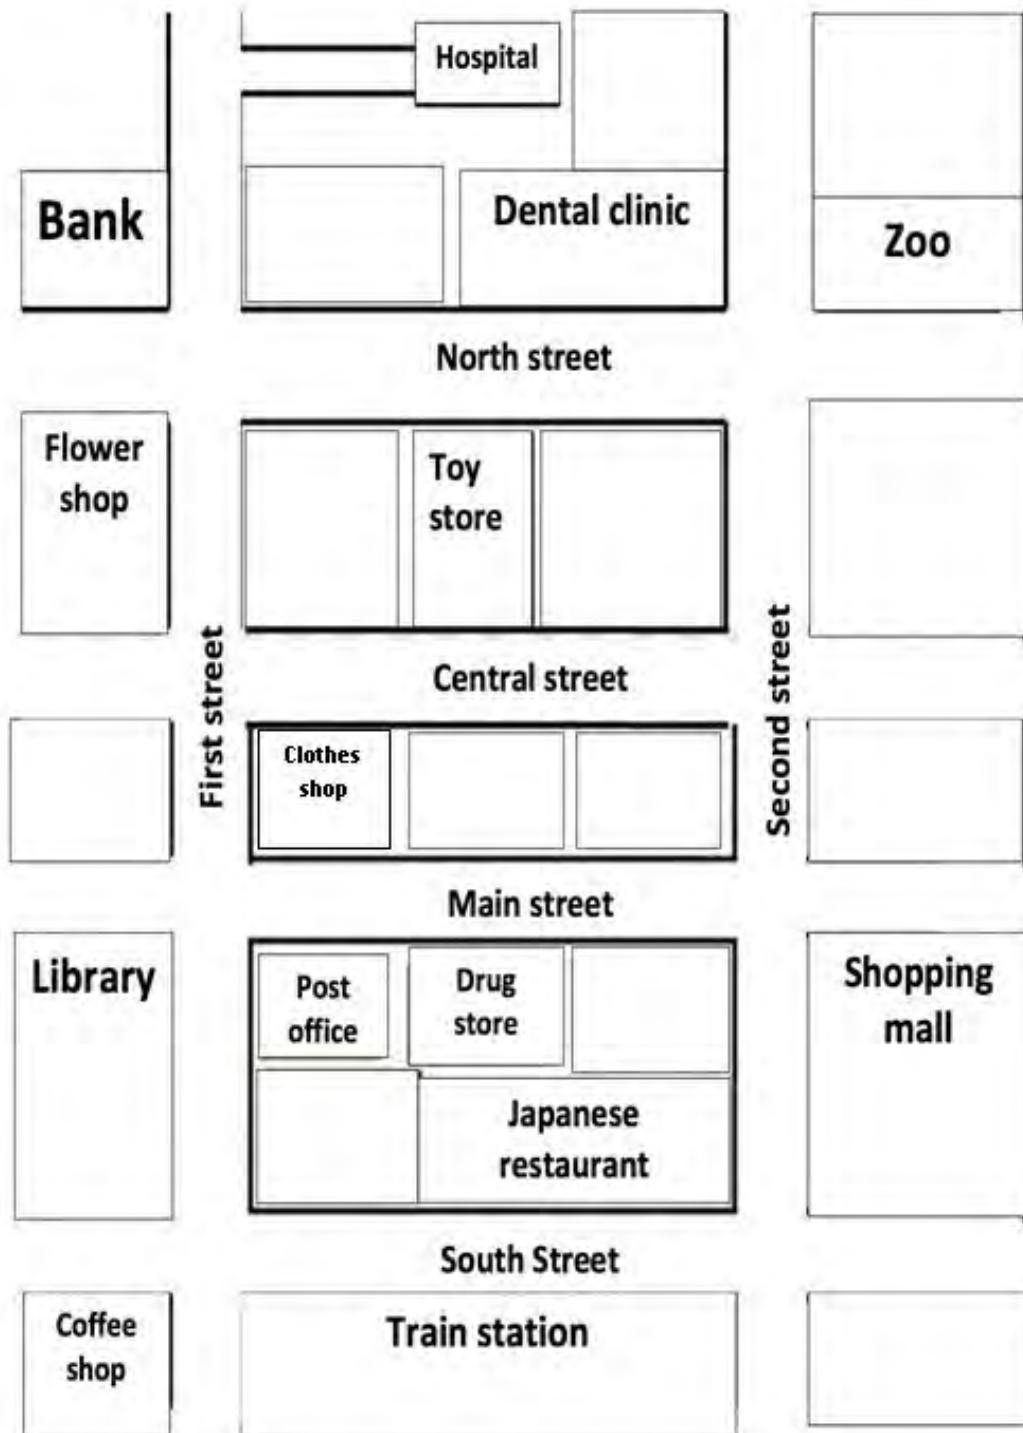 Hospital
Bank
Dental clinic
Zoo
North street
Flower
shop
Toy
store
First street
Central street
Second street
Clothes
shop
Main street
Library
Post
office
Drug
store
Shopping
mall
Japanese
restaurant
South Street
Coffee
shop
Train station